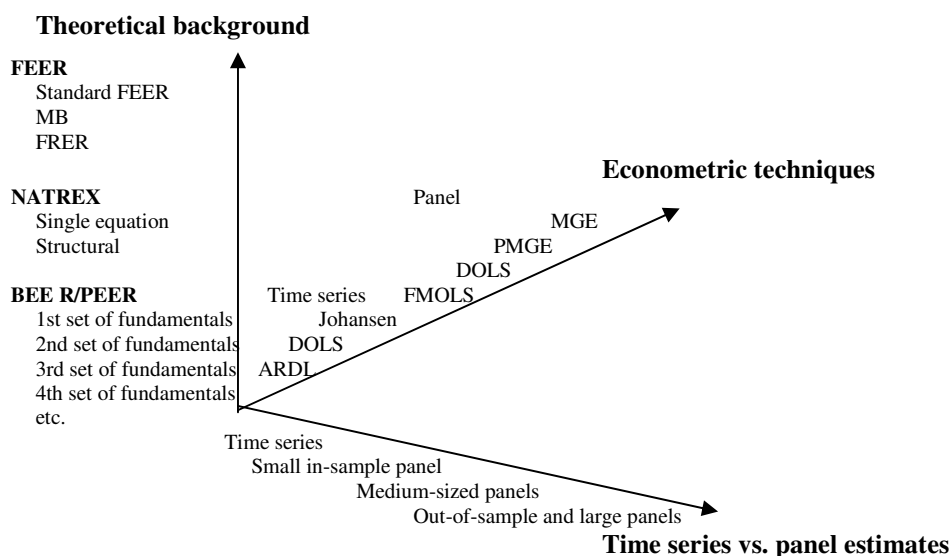 Theoretical background
FEER
Standard FEER
MB
FRER
NATREX
Single equation
Structural
BEE R/PEER
1st set of fundamentals
2nd set of fundamentals
3rd set of fundamentals
4th set of fundamentals
etc.
Econometric techniques
Panel
MGE
PMGE
DOLS
FMOLS
Time series
Johansen
DOLS
ARDL
Time series
Small in-sample panel
Medium-sized panels
Out-of-sample and large panels
Time series vs. panel estimates